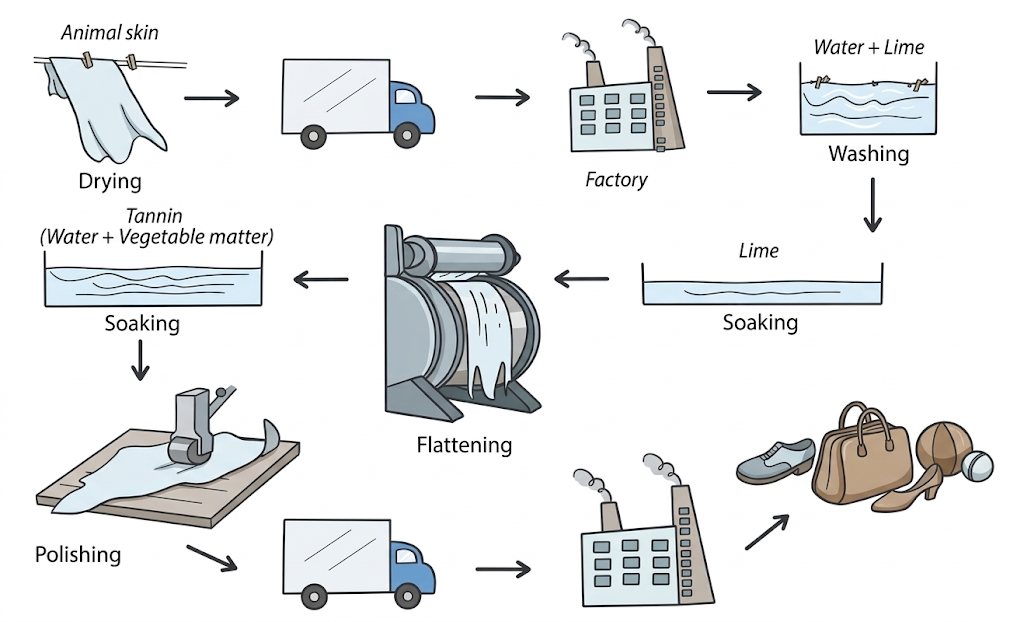 Animal skin
Drying
Factory
Water + Lime
Washing
Tannin
(Water + Vegetable matter)
Soaking
Lime
Soaking
Flattening
Polishing